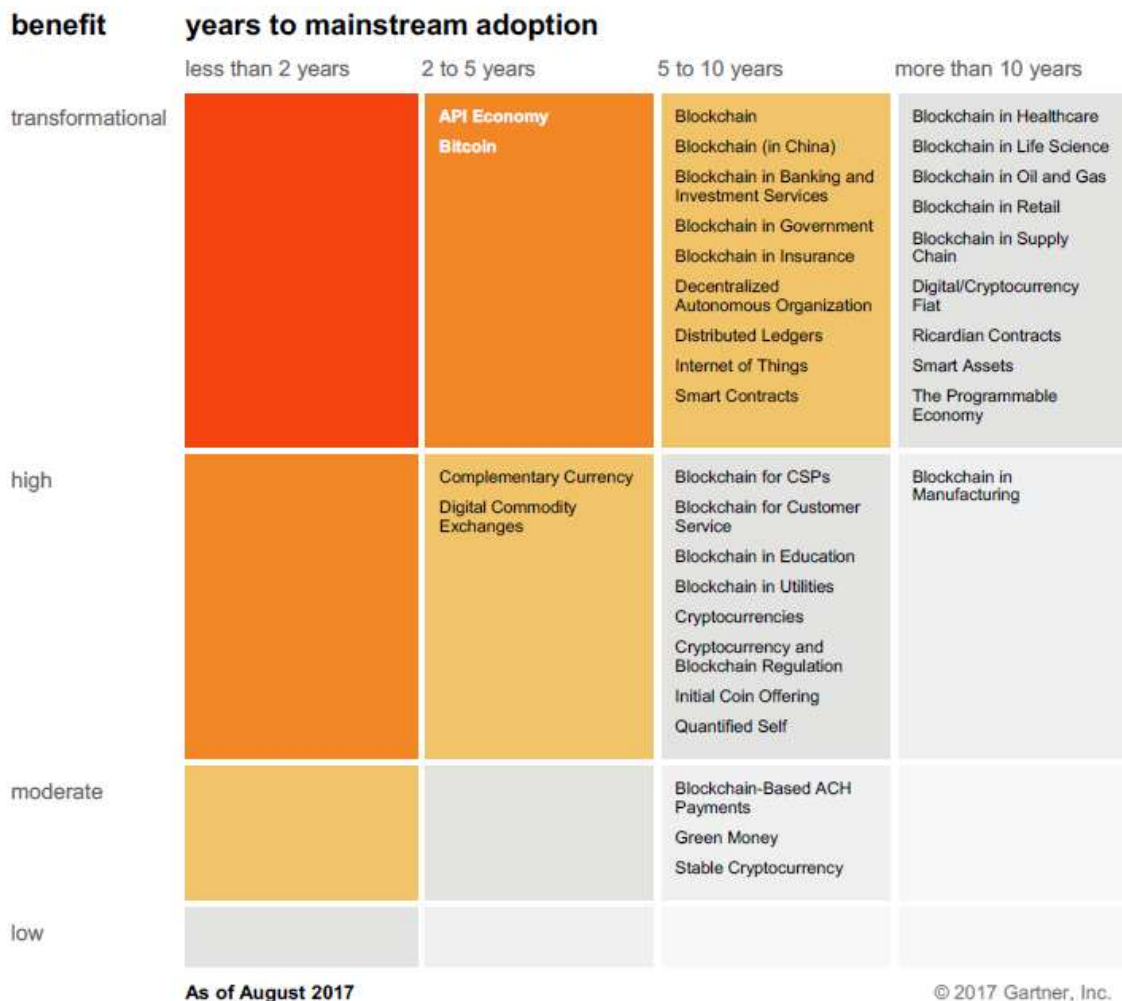 benefit
years to mainstream adoption
less than 2 years
2 to 5 years
5 to 10 years
more than 10 years
transformational
API Economy
Bitcoin
Blockchain
Blockchain (in China)
Blockchain in Banking and
Investment Services
Blockchain in Government
Blockchain in Insurance
Decentralized
Autonomous Organization
Distributed Ledgers
Internet of Things
Smart Contracts
Blockchain in Healthcare
Blockchain in Life Science
Blockchain in Oil and Gas
Blockchain in Retail
Blockchain in Supply
Chain
Digital/Cryptocurrency
Fiat
Ricardian Contracts
Smart Assets
The Programmable
Economy
high
Complementary Currency
Digital Commodity
Exchanges
Blockchain for CSPs
Blockchain for Customer
Service
Blockchain in Education
Blockchain in Utilities
Cryptocurrencies
Cryptocurrency and
Blockchain Regulation
Initial Coin Offering
Quantified Self
Blockchain in
Manufacturing
moderate
Blockchain-Based ACH
Payments
Green Money
Stable Cryptocurrency
low
As of August 2017
© 2017 Gartner, Inc.